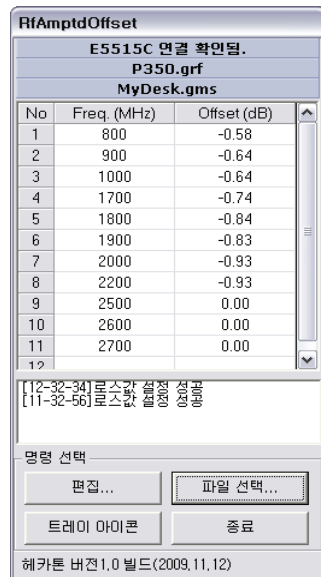 RfAmptdOffset
E5515C 연결 확인됨.
P350.grf
MyDesk.gms
No Freq. (MHz) Offset (dB)
1 800 -0.58
2 900 -0.64
3 1000 -0.64
4 1700 -0.74
5 1800 -0.84
6 1900 -0.83
7 2000 -0.93
8 2200 -0.93
9 2500 0.00
10 2600 0.00
11 2700 0.00
12
[12-32-34]로스값 설정 성공
[11-32-56]로스값 설정 성공
명령 선택
편집... 파일 선택...
트레이 아이콘 종료
헤카톤 버전1.0 빌드(2009.11.12)